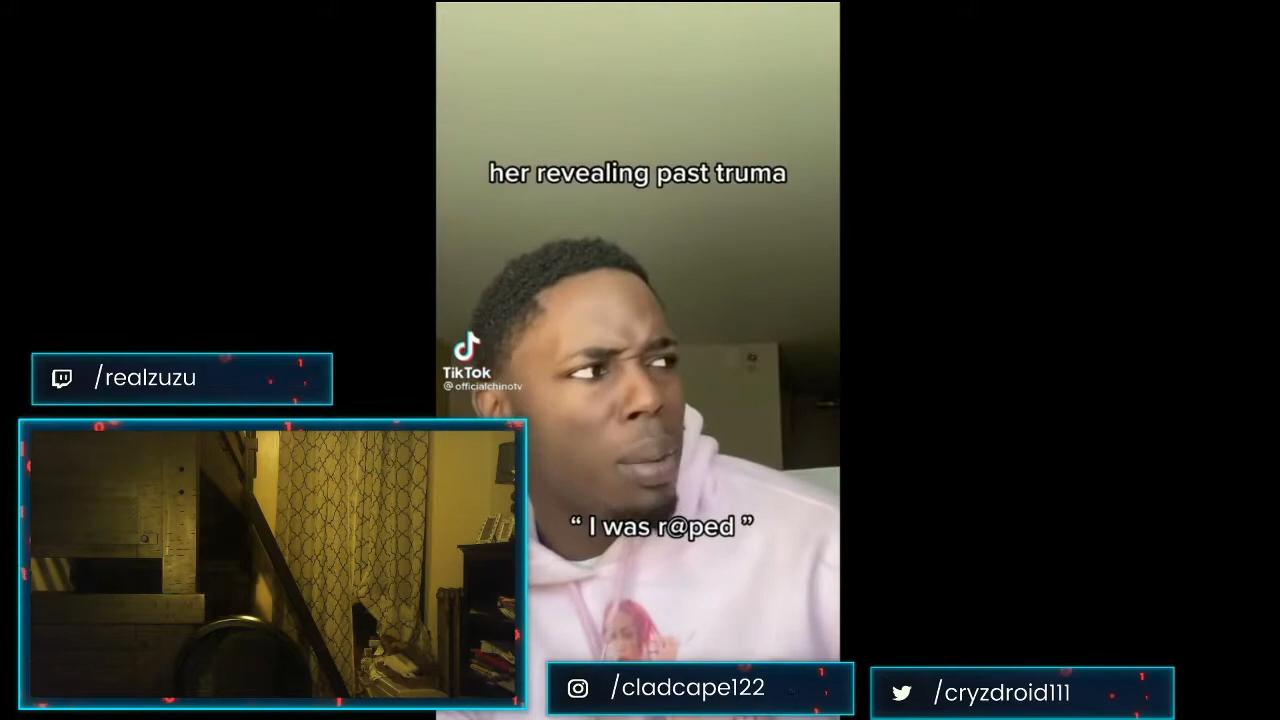 her revealing past truma
TikTok
@officialchinotv
/realzuzu
“ I was r@ped ”
/cladcape122
/cryzdroid111